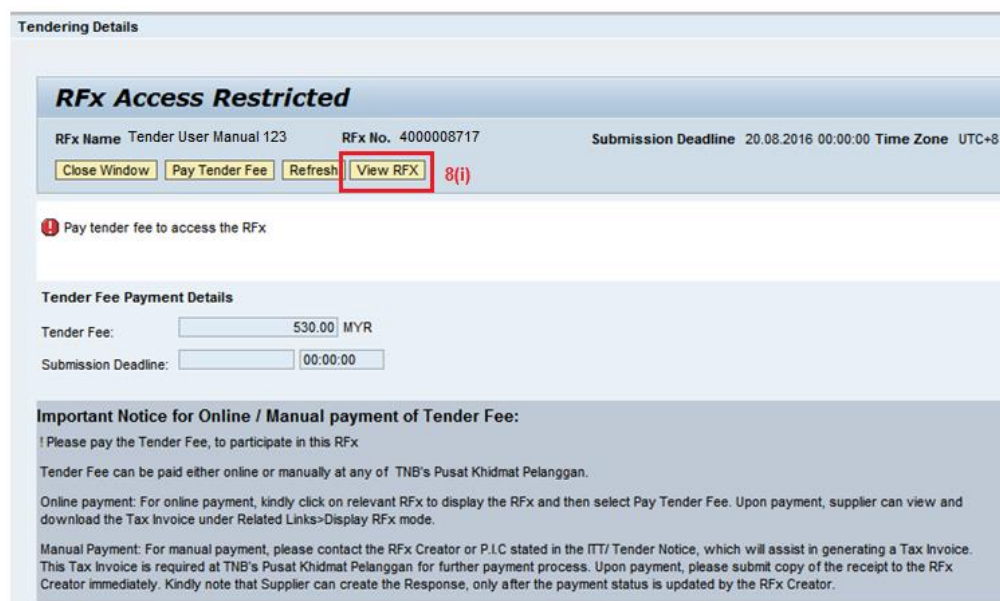 Tendering Details
RFx Access Restricted
RFx Name Tender User Manual 123 RFx No. 4000008717 Submission Deadline 20.08.2016 00:00:00 Time Zone UTC+8
Close Window Pay Tender Fee Refresh View RFX 8(i)
Pay tender fee to access the RFx
Tender Fee Payment Details
Tender Fee: 530.00 MYR
Submission Deadline: 00:00:00
Important Notice for Online / Manual payment of Tender Fee:
! Please pay the Tender Fee, to participate in this RFx
Tender Fee can be paid either online or manually at any of TNB's Pusat Khidmat Pelanggan.
Online payment: For online payment, kindly click on relevant RFx to display the RFx and then select Pay Tender Fee. Upon payment, supplier can view and
download the Tax Invoice under Related Links>Display RFx mode.
Manual Payment: For manual payment, please contact the RFx Creator or P.I.C stated in the ITT/ Tender Notice, which will assist in generating a Tax Invoice.
This Tax Invoice is required at TNB's Pusat Khidmat Pelanggan for further payment process. Upon payment, please submit copy of the receipt to the RFx
Creator immediately. Kindly note that Supplier can create the Response, only after the payment status is updated by the RFx Creator.